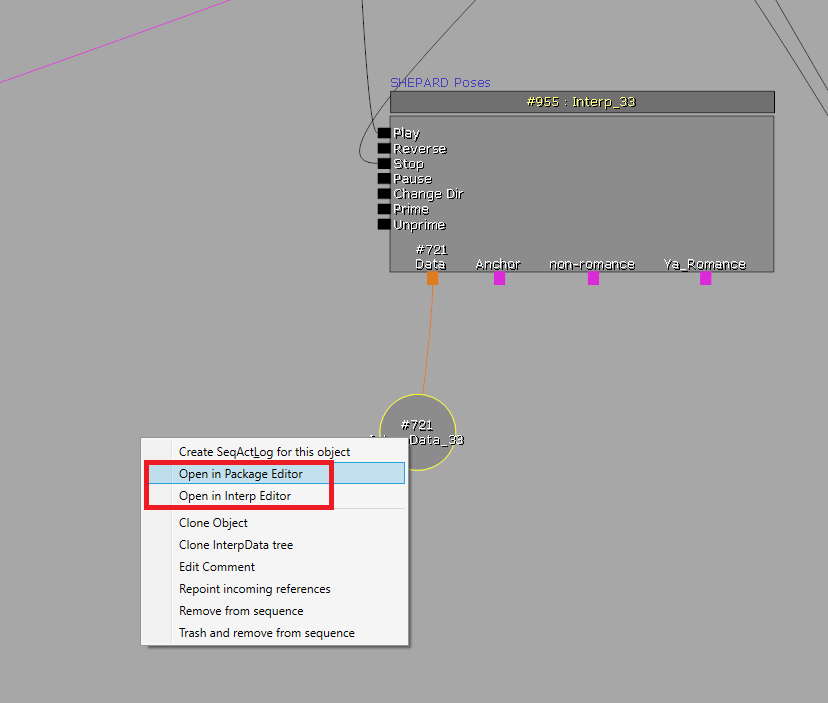 SHEPARD Poses
#955 : Interp_33
Play
Reverse
Stop
Pause
Change Dir
Prime
Unprime
#721
Data Anchor non-romance Ya_Romance
#721
Data_33
Create SeqActLog for this object
Open in Package Editor
Open in Interp Editor
Clone Object
Clone InterpData tree
Edit Comment
Repoint incoming references
Remove from sequence
Trash and remove from sequence